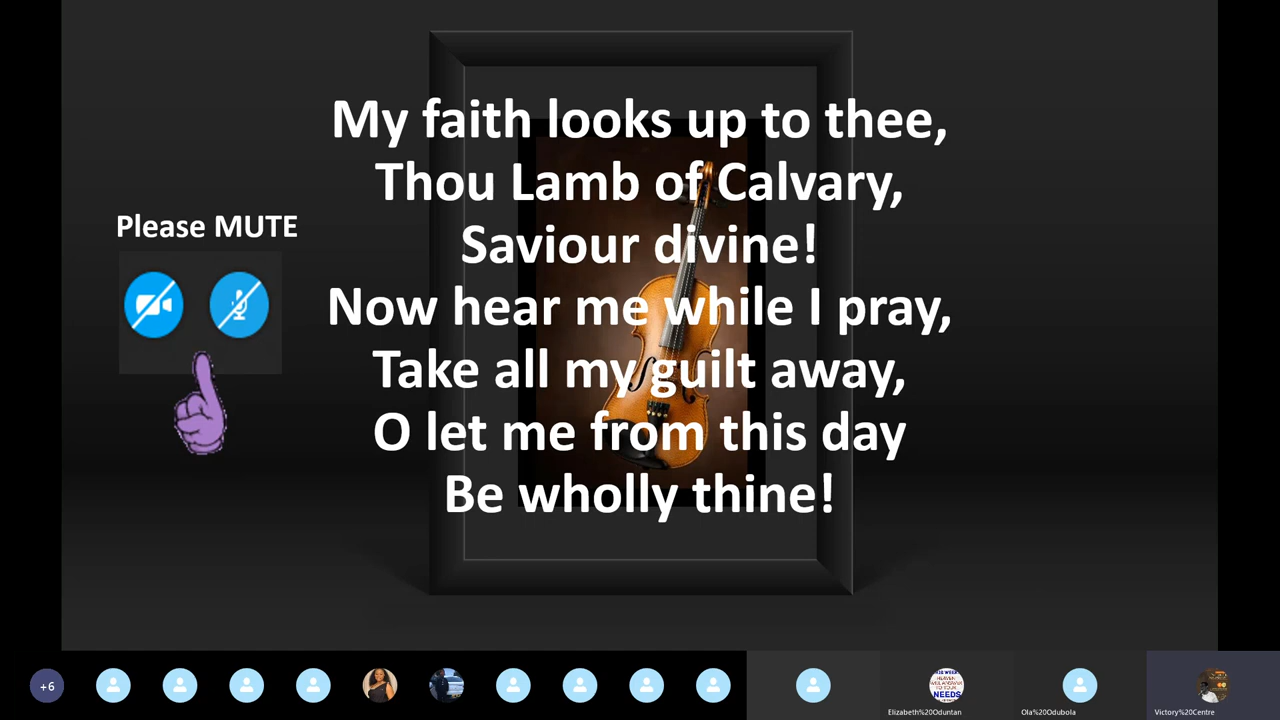 My faith looks up to thee,
Thou Lamb of Calvary,
Saviour divine!
Now hear me while I pray,
Take all my guilt away,
O let me from this day
Be wholly thine!
Please MUTE
+6
NEEDS
Elizabeth%20Oduntan
Ola%20Odubola
Victory%20Centre